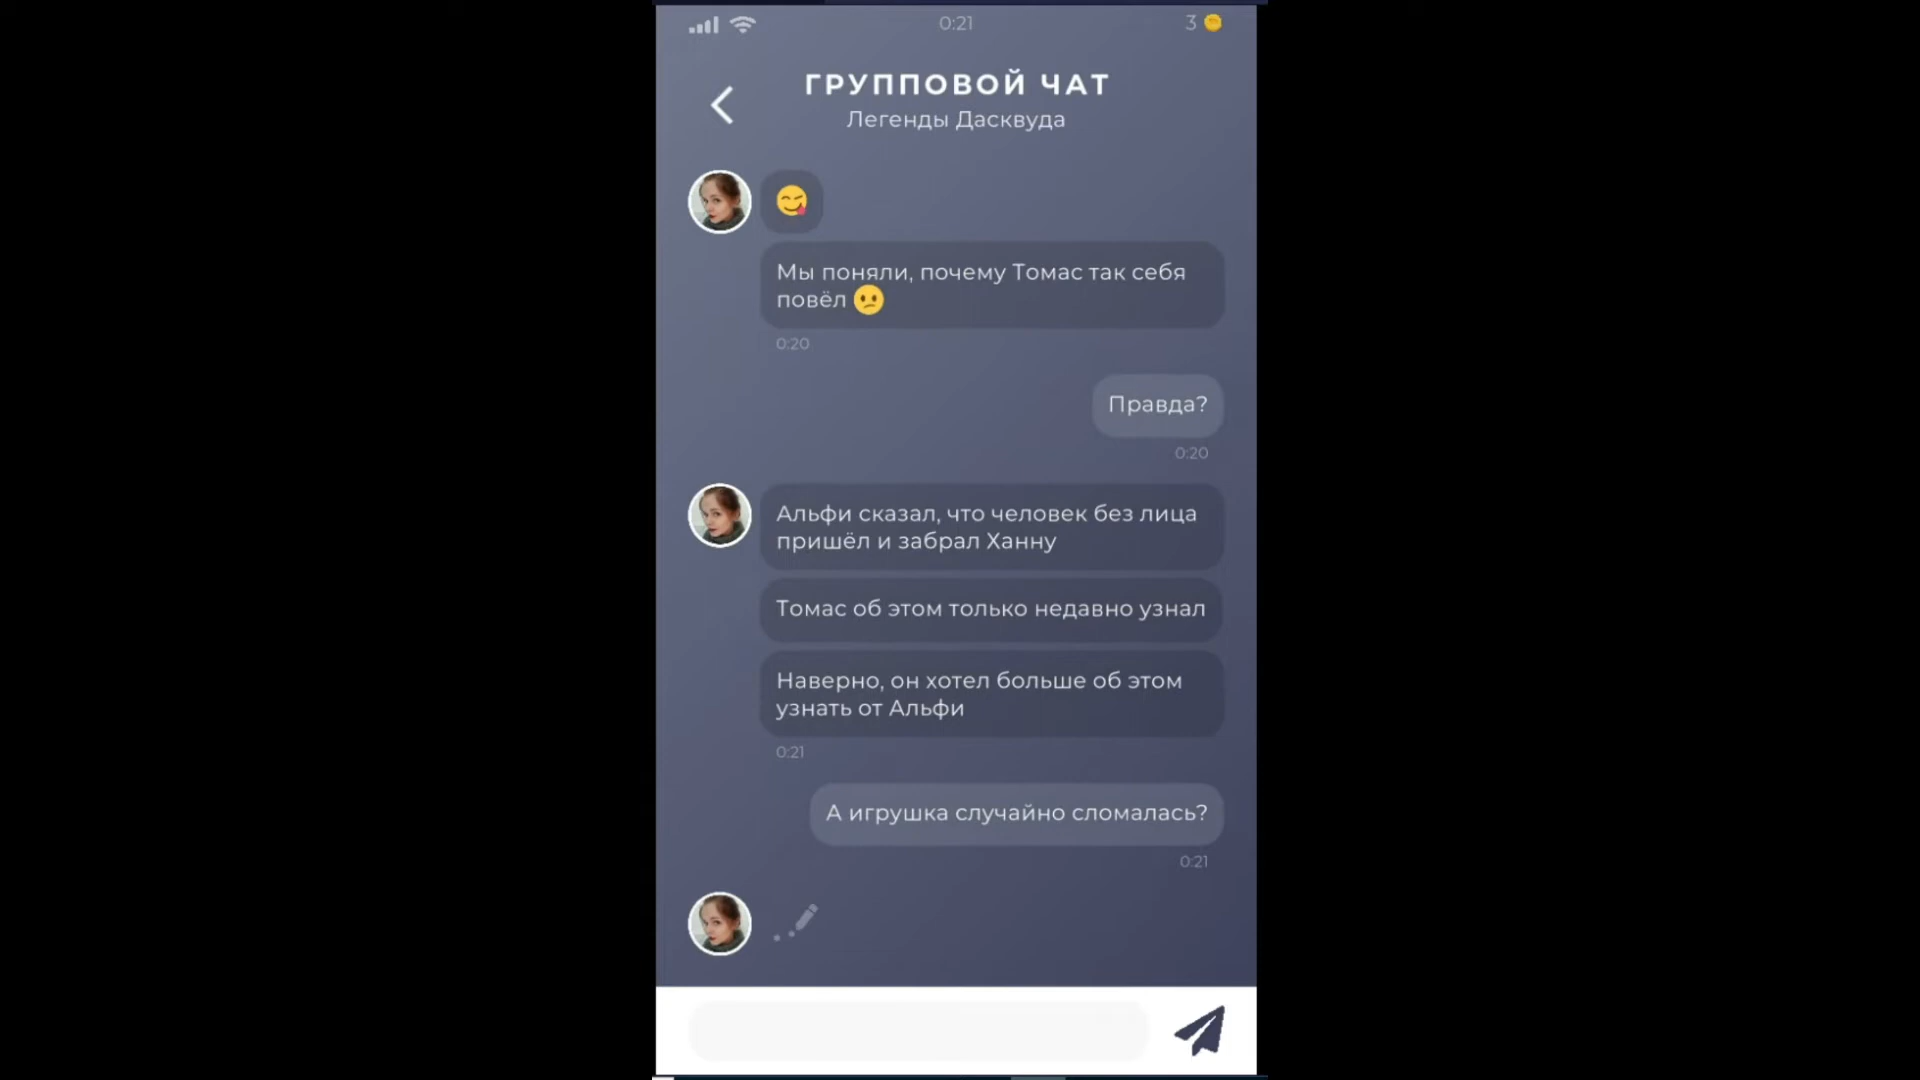 0:21
3
ГРУППОВОЙ ЧАТ
Легенды Дасквуда
Мы поняли, почему Томас так себя
повёл
0:20
Правда?
0:20
Альфи сказал, что человек без лица
пришёл и забрал Ханну
Томас об этом только недавно узнал
Наверно, он хотел больше об этом
узнать от Альфи
0:21
А игрушка случайно сломалась?
0:21